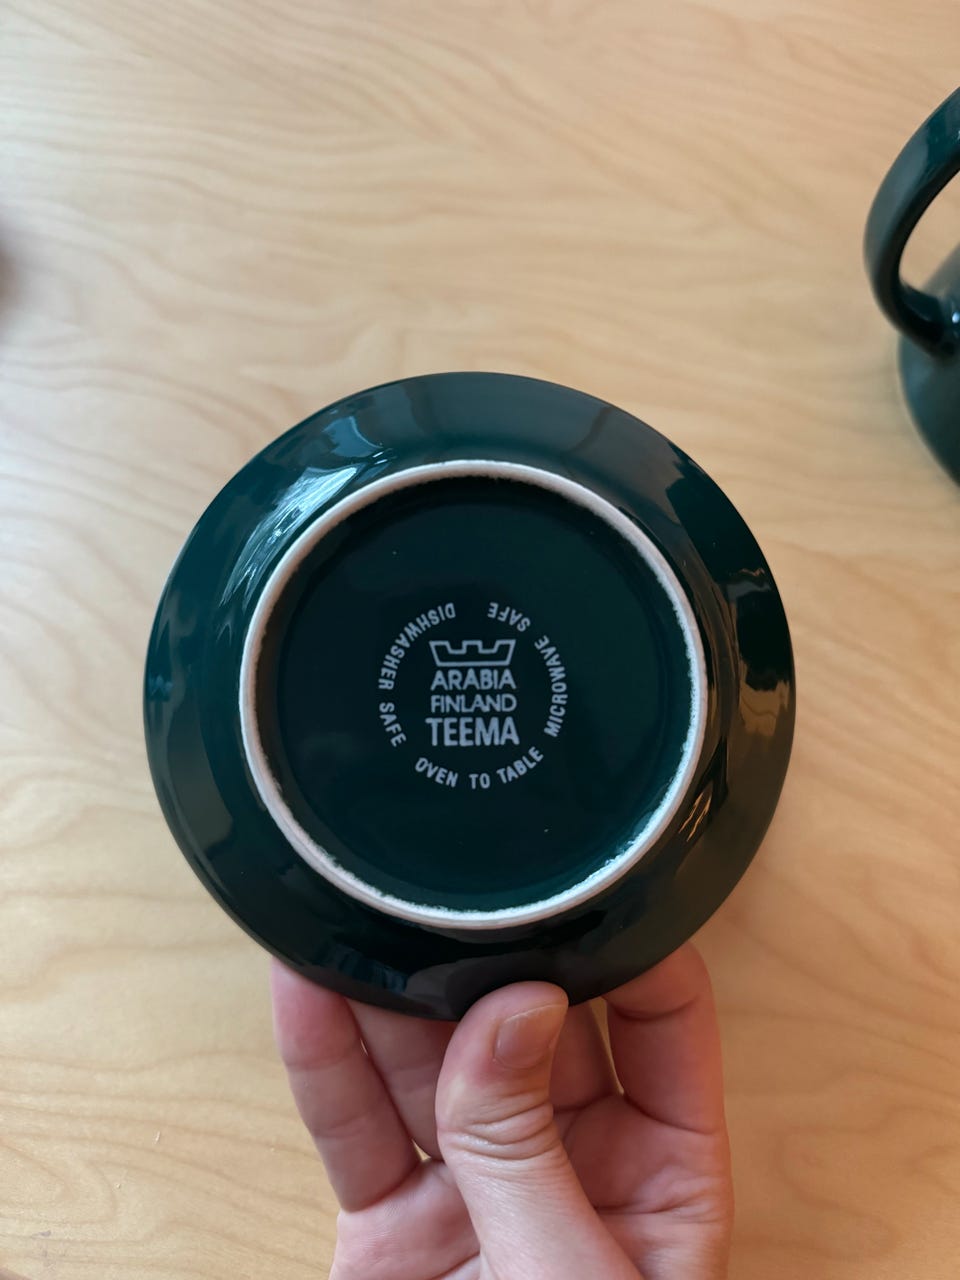 ARABIA
FINLAND
TEEMA
DISHWASHER SAFE
OVEN TO TABLE
MICROWAVE SAFE